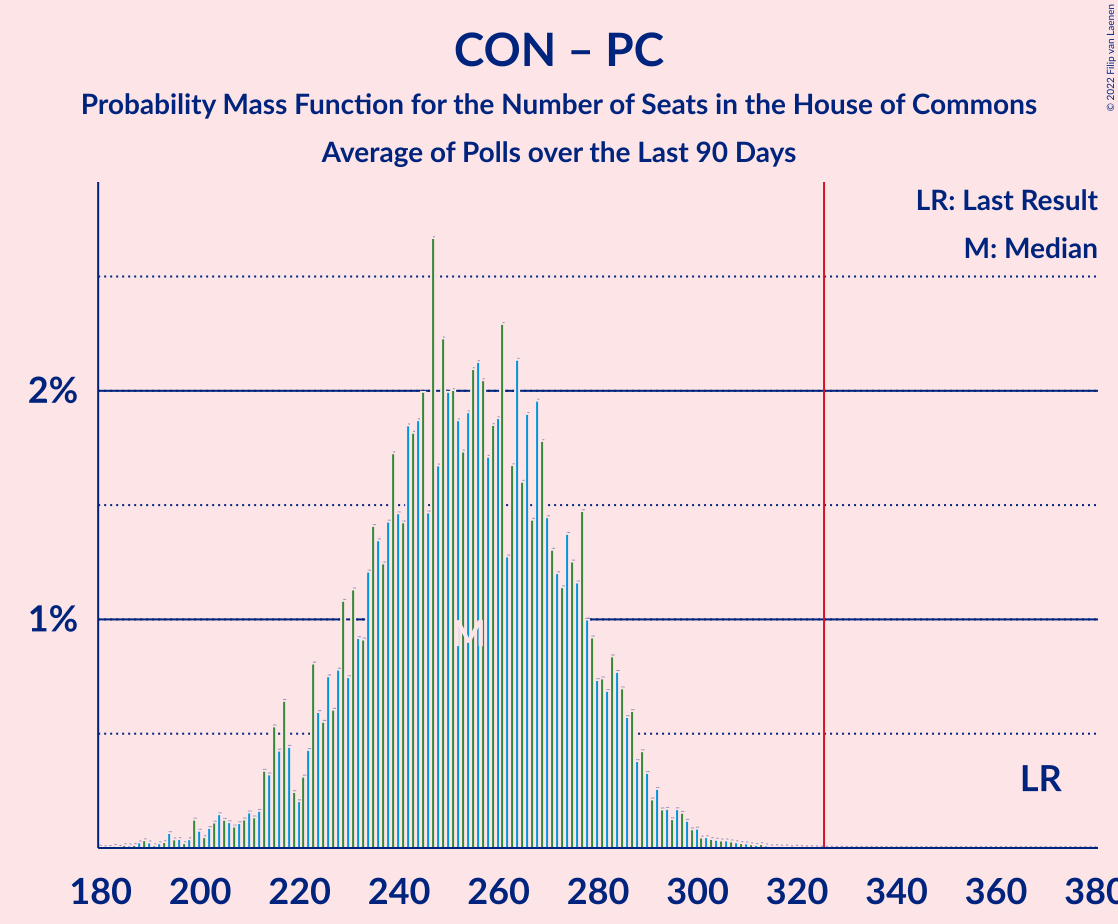 CON – PC
Probability Mass Function for the Number of Seats in the House of Commons
Average of Polls over the Last 90 Days
© 2022 Filip van Laenen
LR: Last Result
M: Median
2%
1%
M
LR
180 200 220 240 260 280 300 320 340 360 380